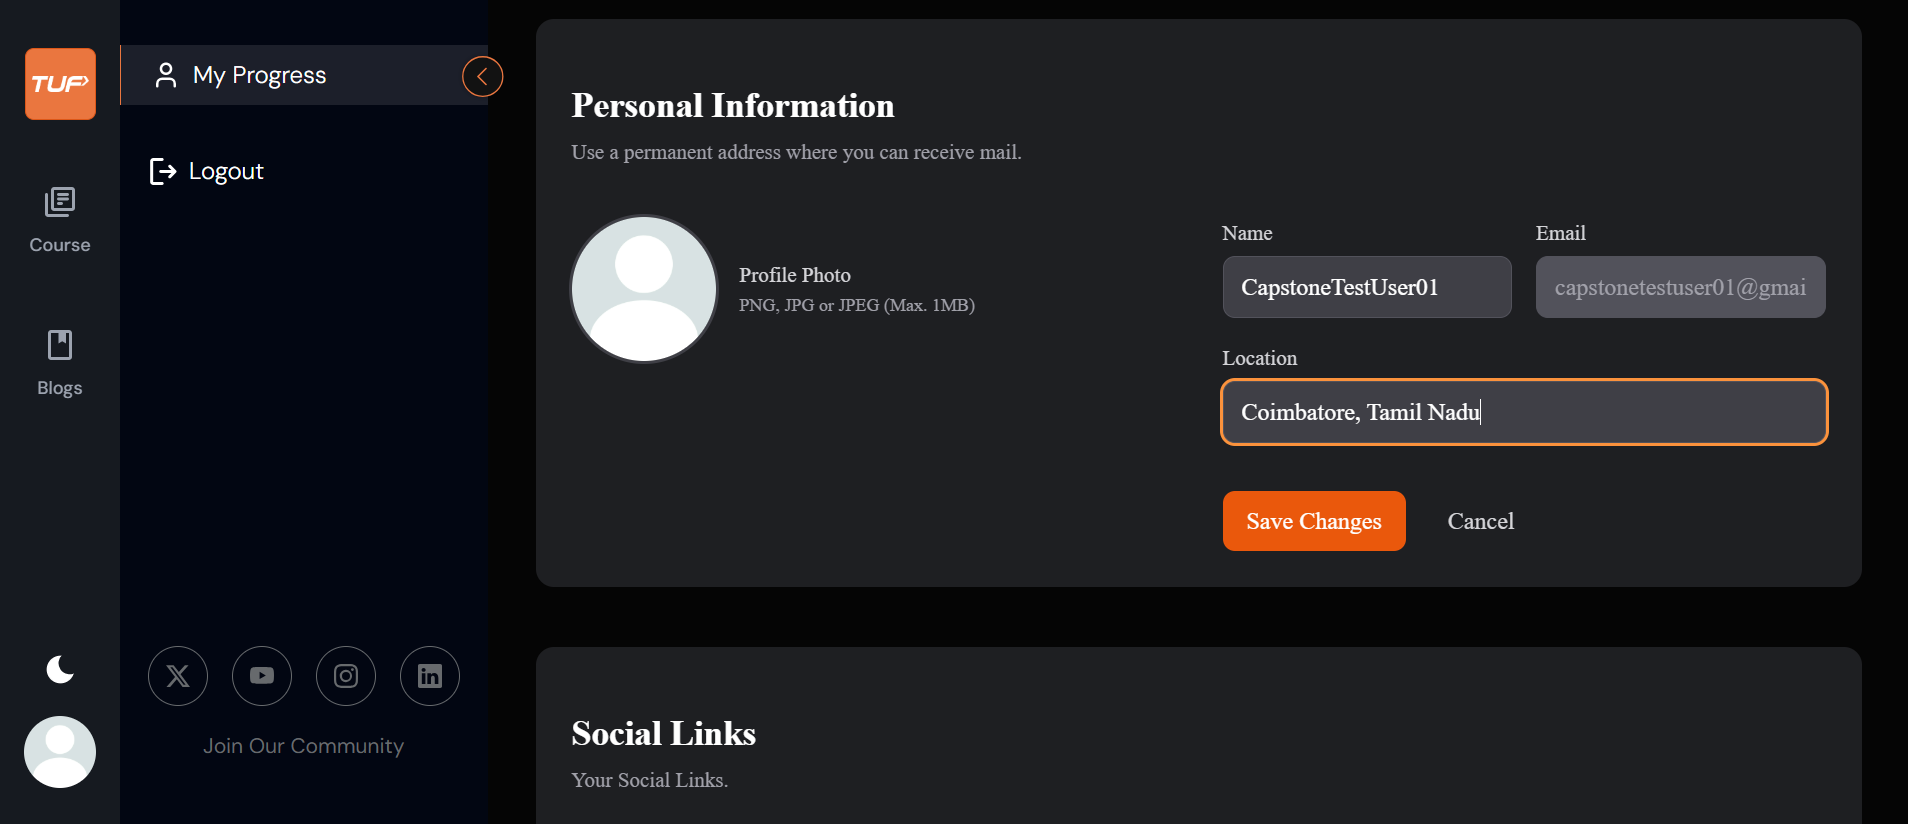 TUF
My Progress
Logout
Course
Blogs
Join Our Community
Personal Information
Use a permanent address where you can receive mail.
Profile Photo
PNG, JPG or JPEG (Max. 1MB)
Name
Email
CapstoneTestUser01
capstonetestuser01@gmai
Location
Coimbatore, Tamil Nadu
Save Changes
Cancel
Social Links
Your Social Links.